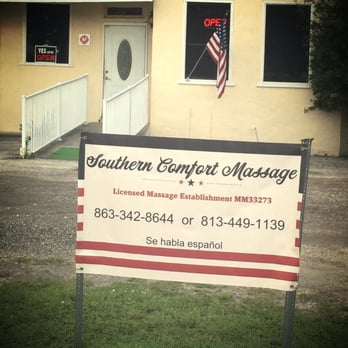 OPEN
YES WE'RE
OPEN
Southern Comfort Massage
Licensed Massage Establishment MM33273
863-342-8644 or 813-449-1139
Se habla español